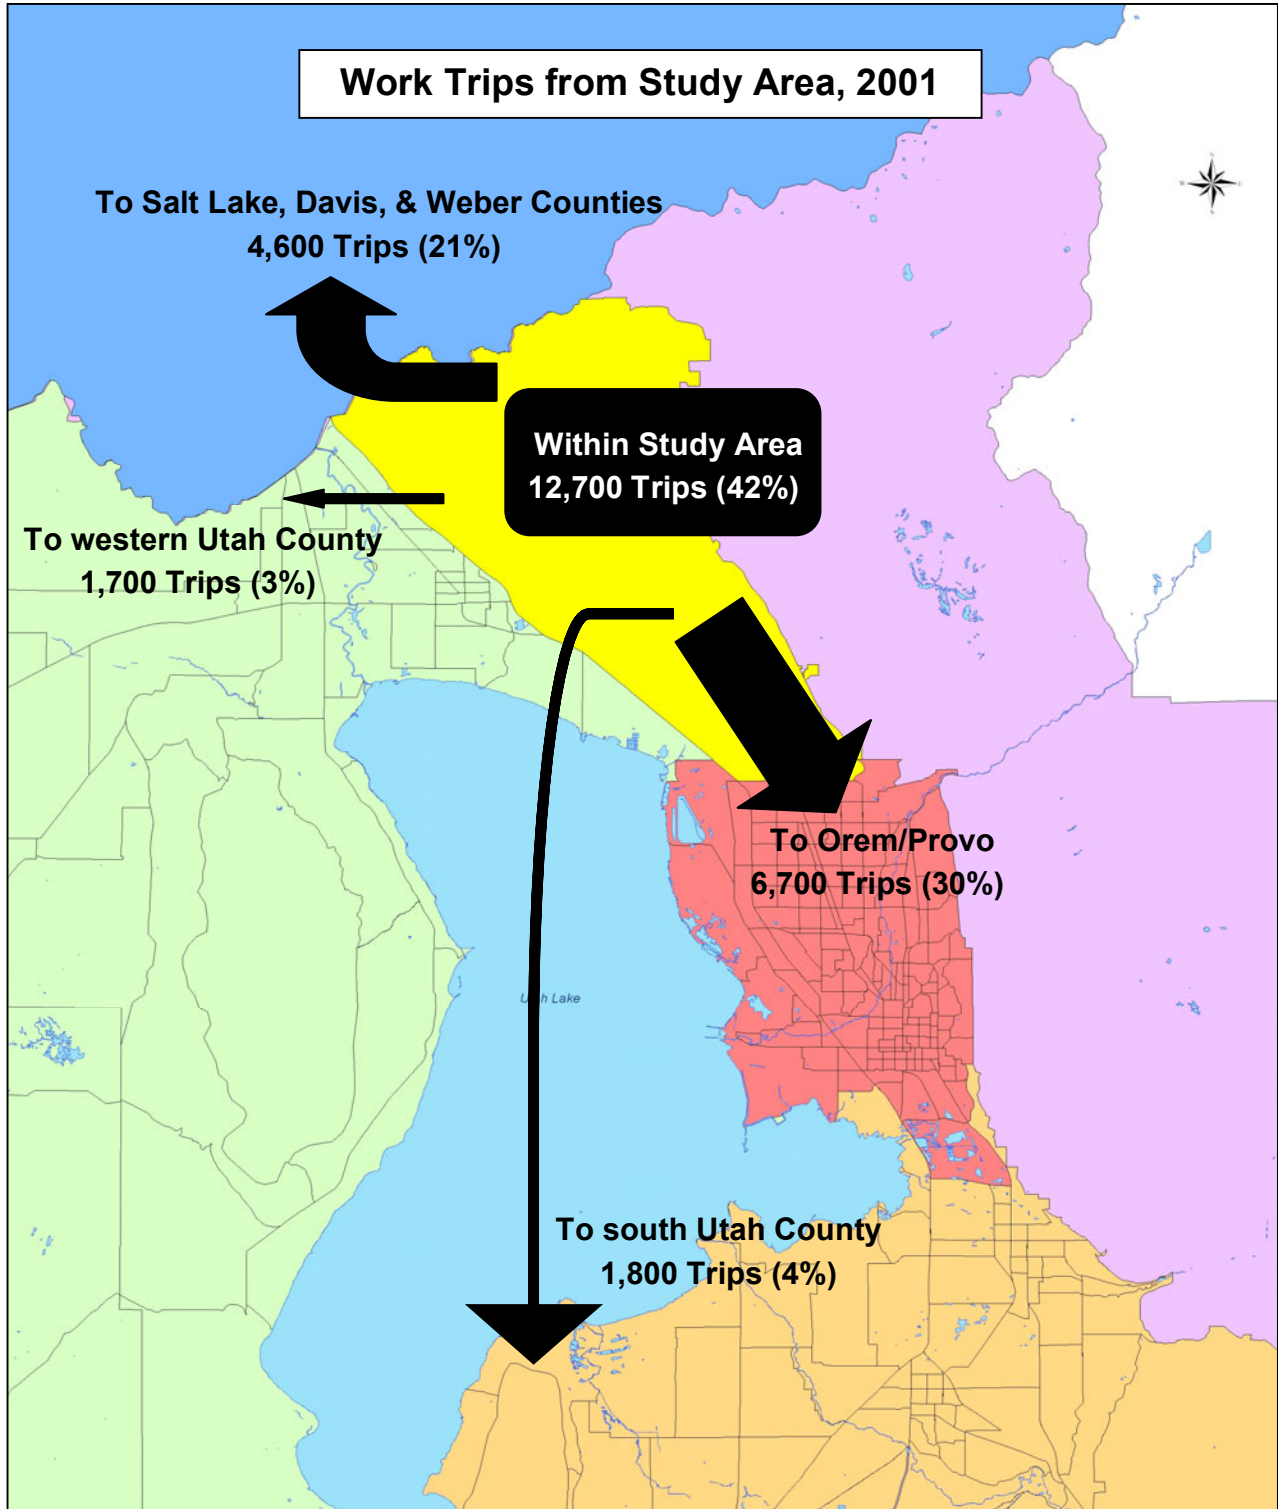 Work Trips from Study Area, 2001
To Salt Lake, Davis, & Weber Counties
4,600 Trips (21%)
Within Study Area
12,700 Trips (42%)
To western Utah County
1,700 Trips (3%)
To Orem/Provo
6,700 Trips (30%)
Utah Lake
To south Utah County
1,800 Trips (4%)